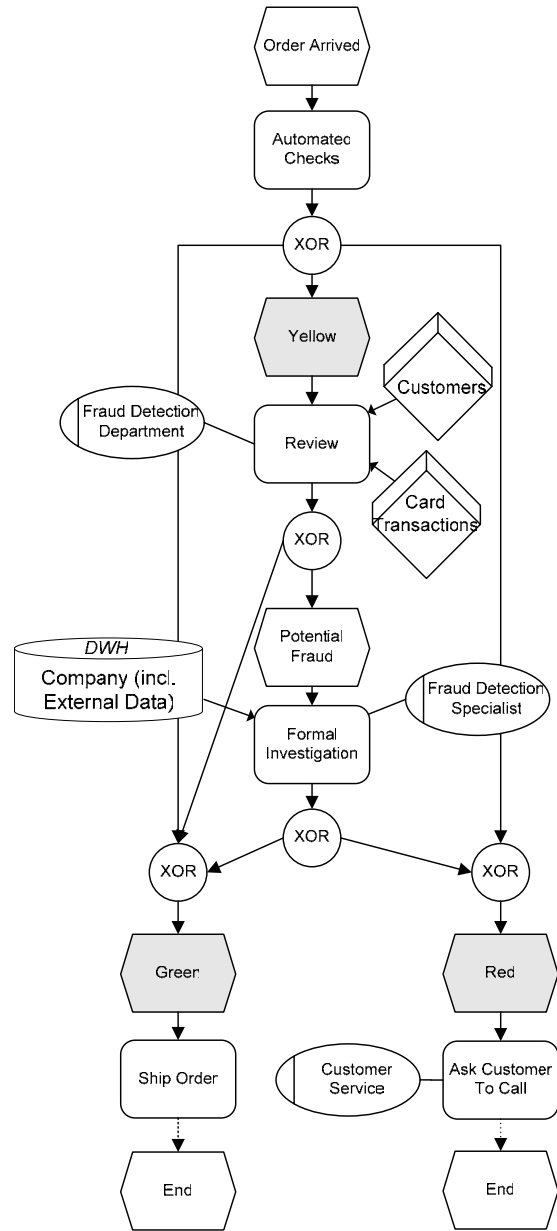 Order Arrived
Automated
Checks
XOR
Yellow
Customers
Fraud Detection
Department
Review
Card
Transactions
XOR
DWH
Company (incl.
External Data)
Potential
Fraud
Fraud Detection
Specialist
Formal
Investigation
XOR
XOR
XOR
Green
Red
Ship Order
Customer
Service
Ask Customer
To Call
End
End